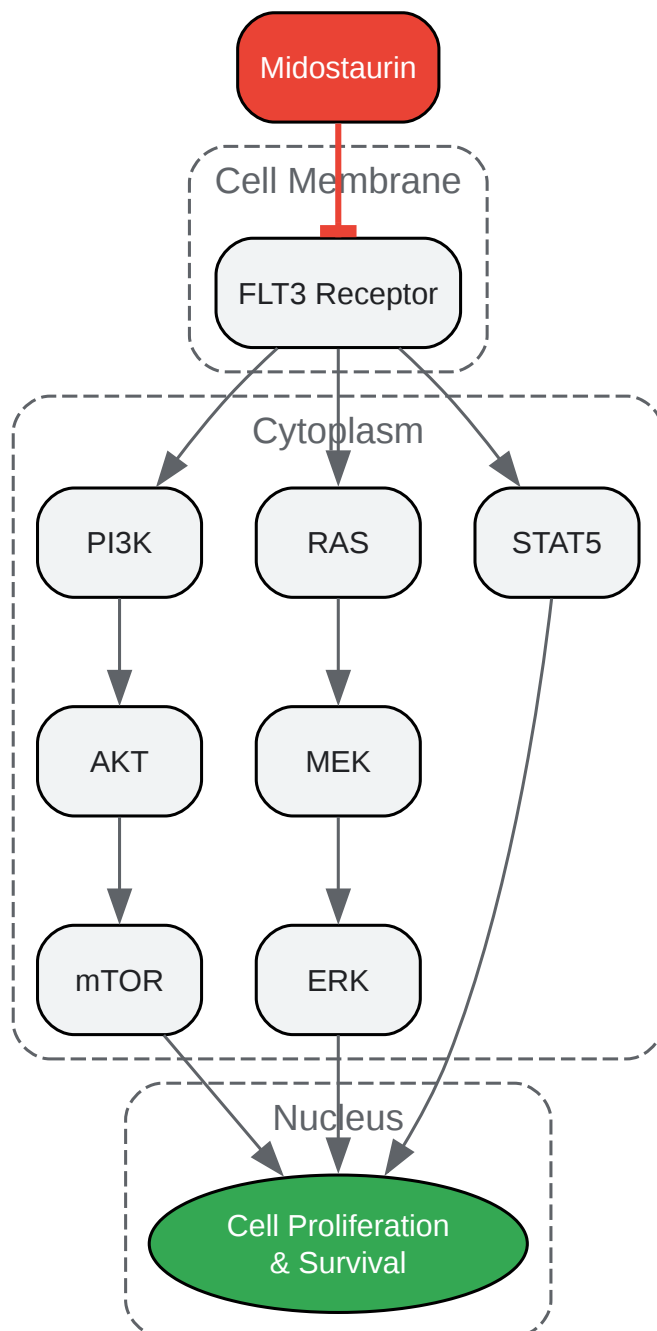 Midostaurin
Cell Membrane
FLT3 Receptor
Cytoplasm
PI3K
RAS
STAT5
AKT
MEK
mTOR
ERK
Nucleus
Cell Proliferation
& Survival